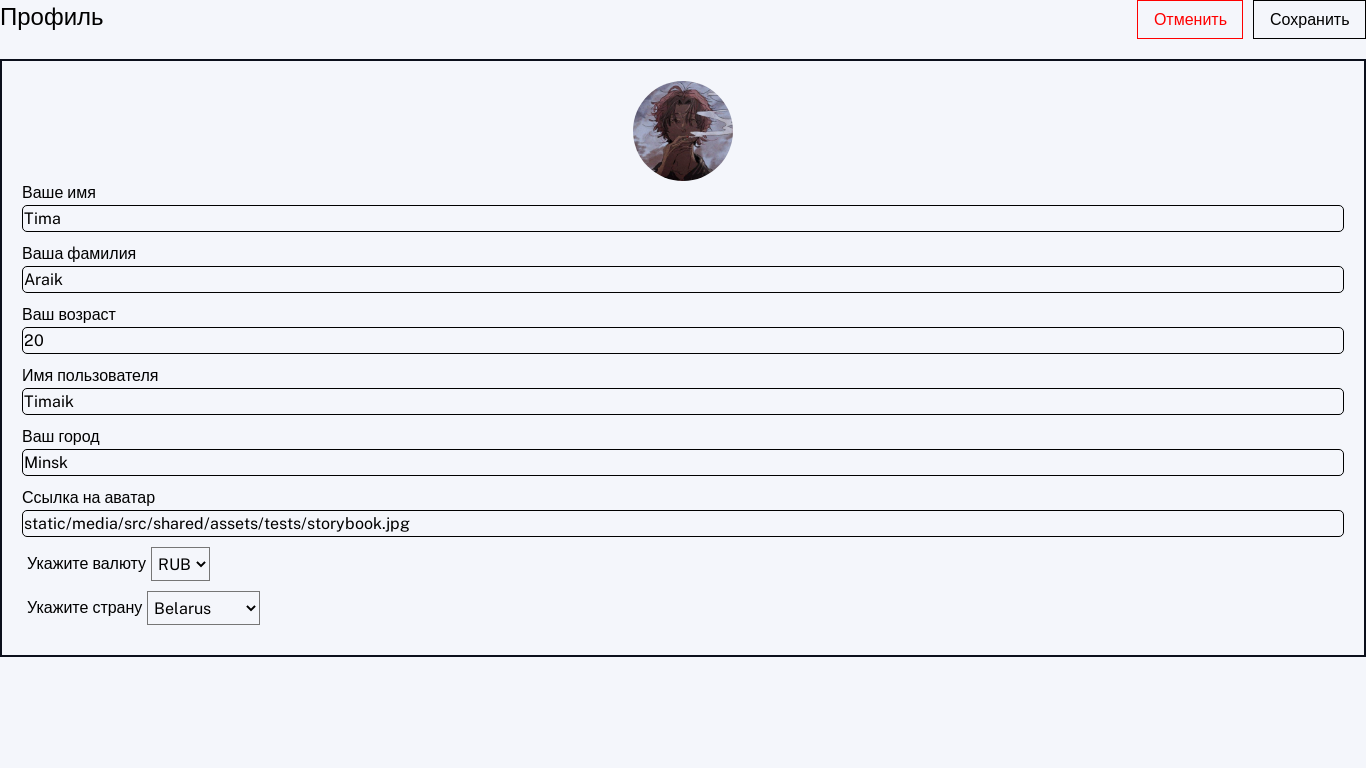 Профиль
Отменить
Сохранить
Ваше имя
Tima
Ваша фамилия
Araik
Ваш возраст
20
Имя пользователя
Timaik
Ваш город
Minsk
Ссылка на аватар
static/media/src/shared/assets/tests/storybook.jpg
Укажите валюту RUB
Укажите страну Belarus